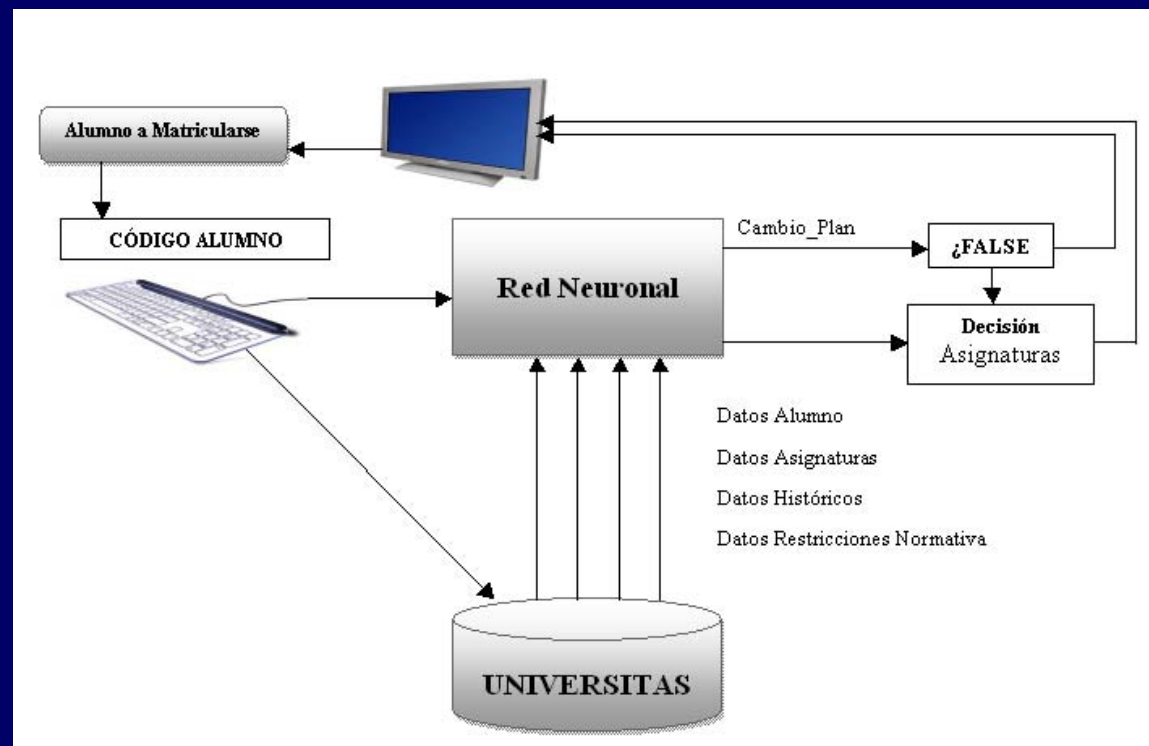 Alumno a Matricularse
CÓDIGO ALUMNO
Red Neuronal
Cambio_Plan
¿FALSE
Decisión
Asignaturas
Datos Alumno
Datos Asignaturas
Datos Históricos
Datos Restricciones Normativa
UNIVERSITAS